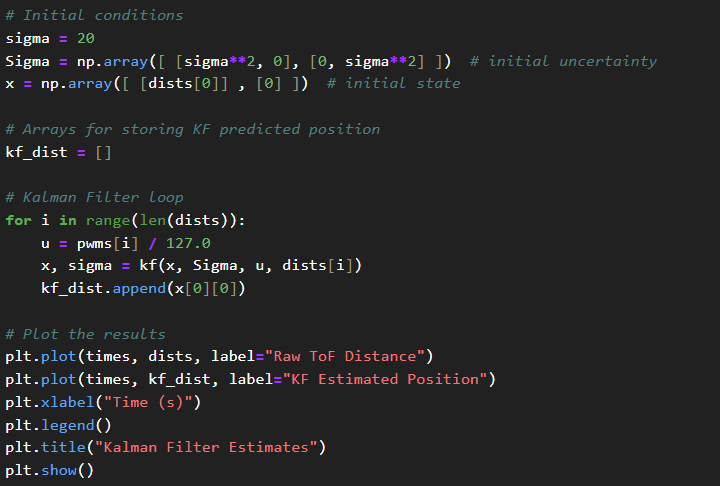 # Initial conditions
sigma = 20
Sigma = np.array([ [sigma**2, 0], [0, sigma**2] ])  # initial uncertainty
x = np.array([ [dists[0]] , [0] ])  # initial state

# Arrays for storing KF predicted position
kf_dist = []

# Kalman Filter loop
for i in range(len(dists)):
    u = pwms[i] / 127.0
    x, sigma = kf(x, Sigma, u, dists[i])
    kf_dist.append(x[0][0])

# Plot the results
plt.plot(times, dists, label="Raw ToF Distance")
plt.plot(times, kf_dist, label="KF Estimated Position")
plt.xlabel("Time (s)")
plt.legend()
plt.title("Kalman Filter Estimates")
plt.show()